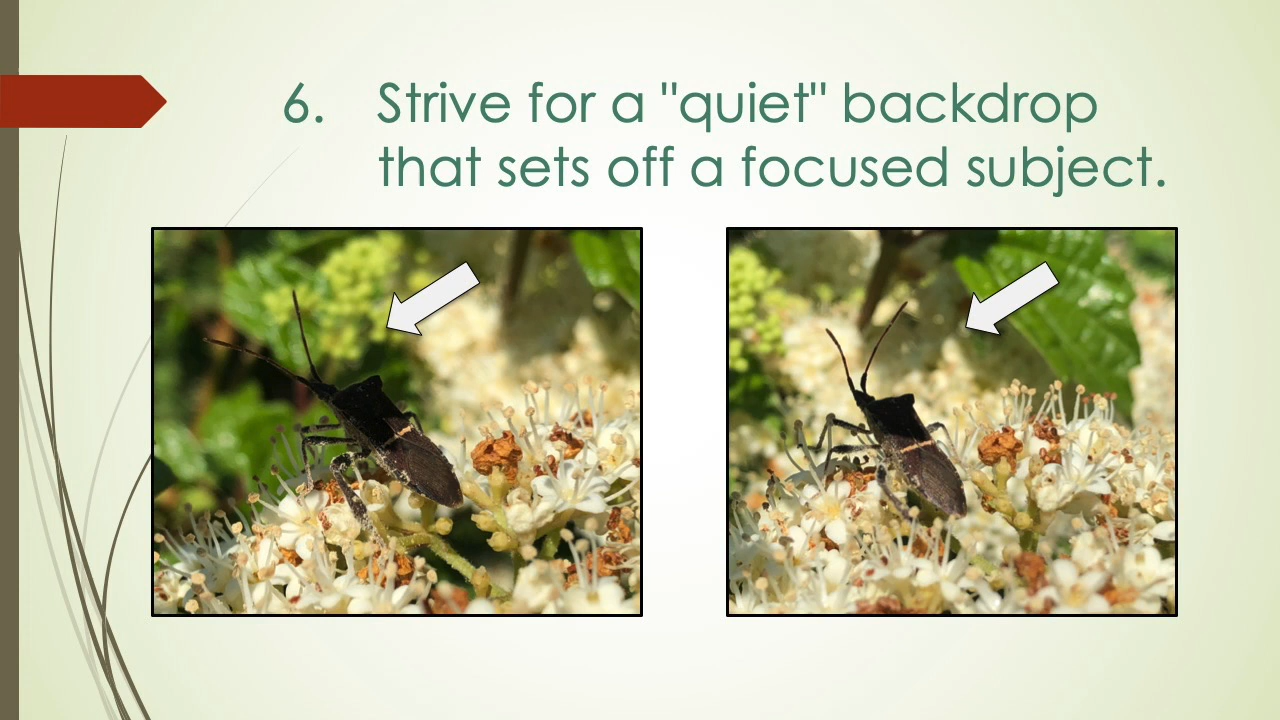 6. Strive for a "quiet" backdrop
that sets off a focused subject.